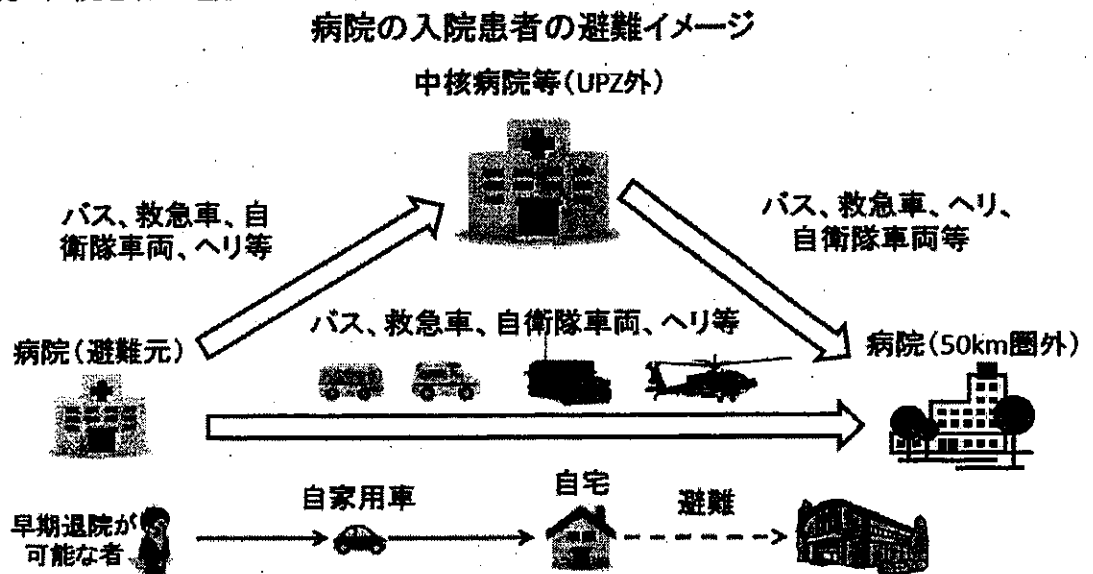 病院の入院患者の避難イメージ
中核病院等(UPZ外)
バス、救急車、自
衛隊車両、ヘリ等
バス、救急車、ヘリ、
自衛隊車両等
バス、救急車、自衛隊車両、ヘリ等
病院(避難元)
病院(50km圏外)
早期退院が
可能な者
自家用車
自宅
避難